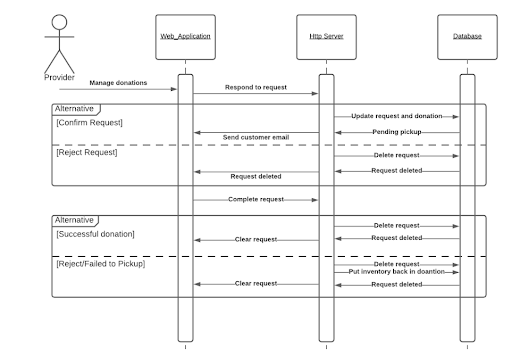 Web_Application
Http Server
Database
Provider
Manage donations
Respond to request
Alternative
[Confirm Request]
Update request and donation
Pending pickup
Send customer email
[Reject Request]
Delete request
Request deleted
Request deleted
Complete request
Alternative
[Successful donation]
Delete request
Request deleted
Clear request
[Reject/Failed to Pickup]
Delete request
Put inventory back in doantion
Clear request
Request deleted